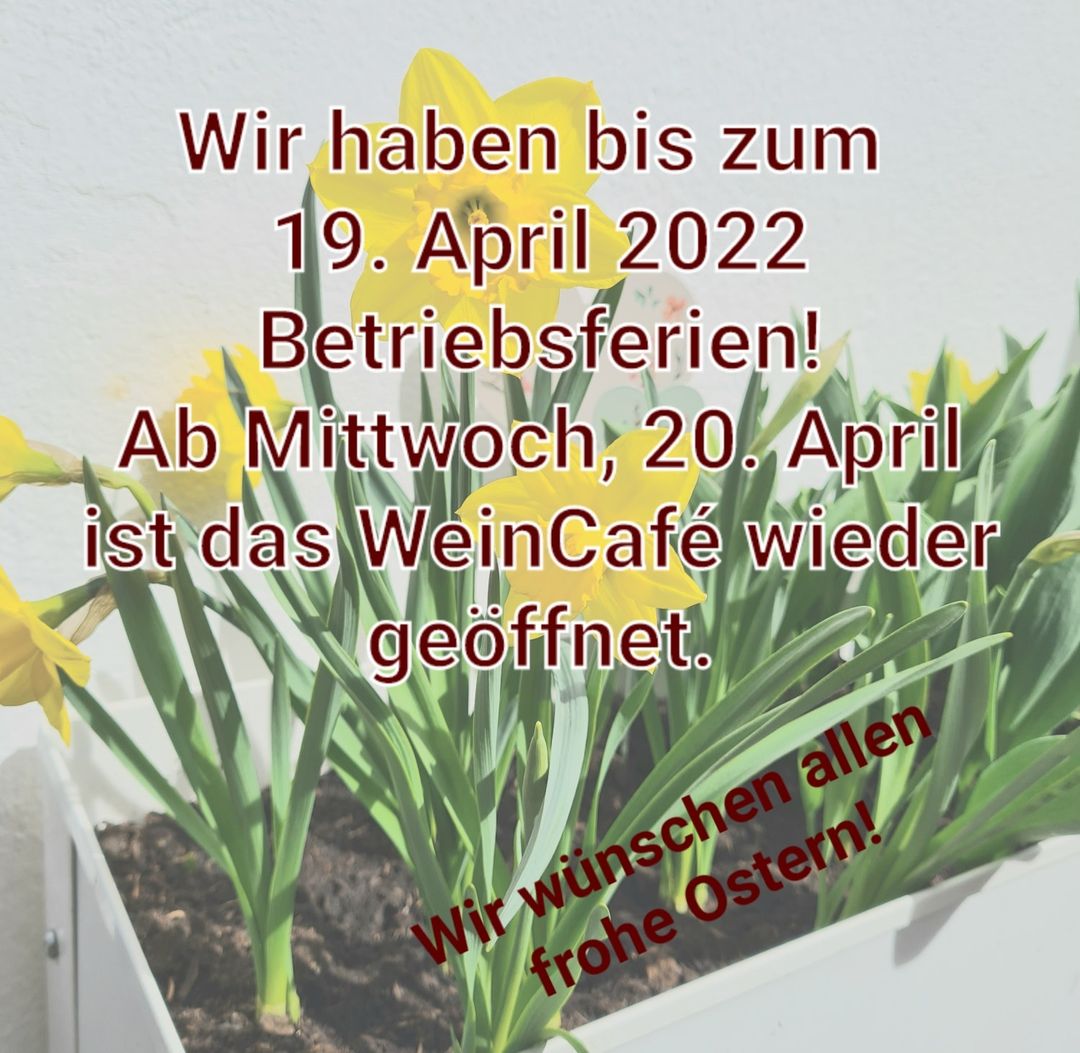 Wir haben bis zum
19. April 2022
Betriebsferien!
Ab Mittwoch, 20. April
ist das WeinCafé wieder
geöffnet.
Wir wünschen allen
frohe Ostern!